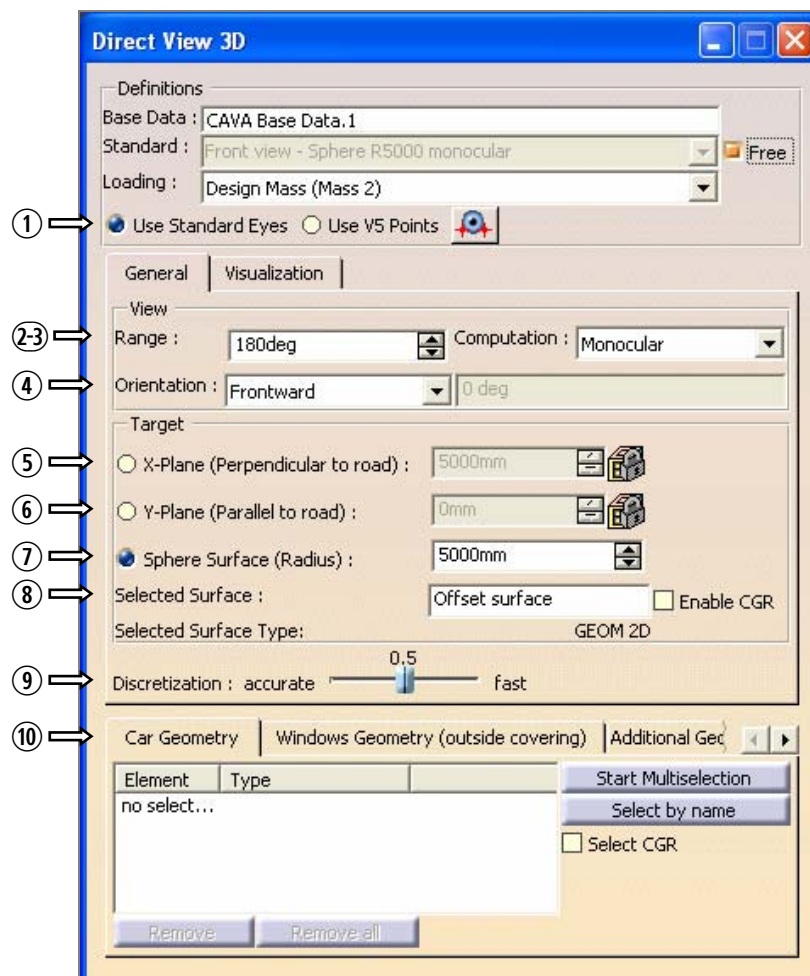 Direct View 3D
Definitions
Base Data : CAVA Base Data.1
Standard : Front view - Sphere R5000 monocular Free
Loading : Design Mass (Mass 2)
① Use Standard Eyes Use V5 Points
General Visualization
View
②-③ Range : 180deg Computation : Monocular
④ Orientation : Frontward 0 deg
Target
⑤ X-Plane (Perpendicular to road) : 5000mm
⑥ Y-Plane (Parallel to road) : 0mm
⑦ Sphere Surface (Radius) : 5000mm
⑧ Selected Surface : Offset surface Enable CGR
Selected Surface Type: GEOM 2D
0.5
⑨ Discretization : accurate fast
⑩ Car Geometry Windows Geometry (outside covering) Additional Geo
Element Type Start Multiselection
no select... Select by name
Select CGR
Remove Remove all